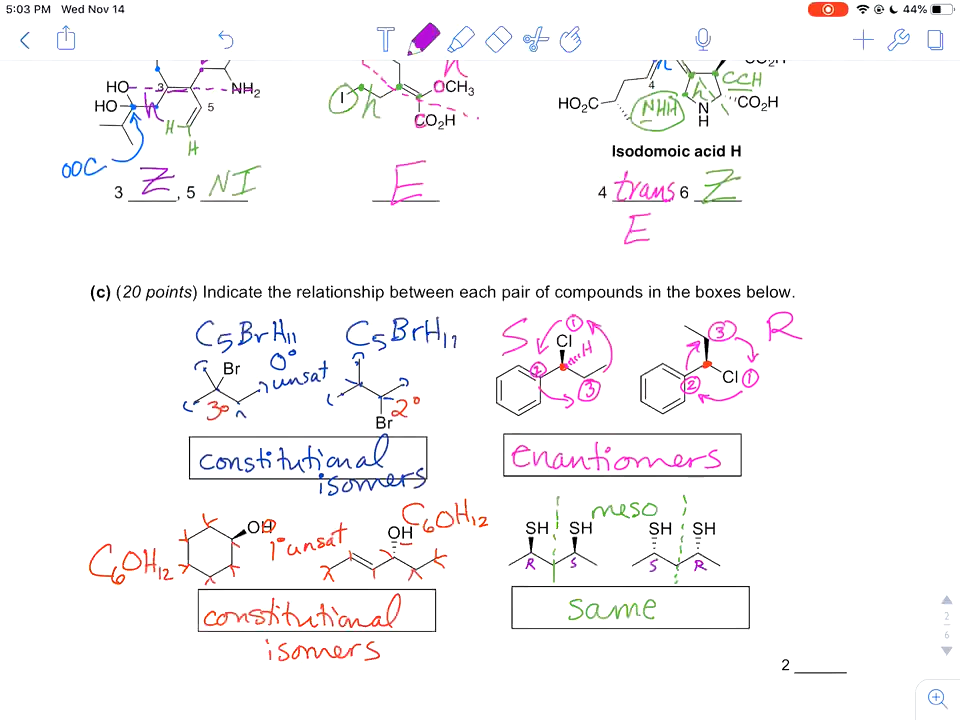 5:03 PM Wed Nov 14
44%
T
HO
3
NH₂
HO
h
5
H
H
OOC
3 Z, 5 NI
h
I
h
OCH₃
CO₂H
E
HO₂C
4
h
CCH
CO₂H
NHH
N
H
Isodomoic acid H
4 trans 6 Z
E
(c) (20 points) Indicate the relationship between each pair of compounds in the boxes below.
C₅BrH₁₁
0° unsat
C₅BrH₁₁
Br
3°
2°
Br
constitutional
isomers
S
1
Cl
H
2
3
R
3
2
Cl 1
enantiomers
C₆OH₁₂
OH
1° unsat
OH
C₆OH₁₂
constitutional
isomers
meso
SH SH SH SH
R S S R
same
2
2
6